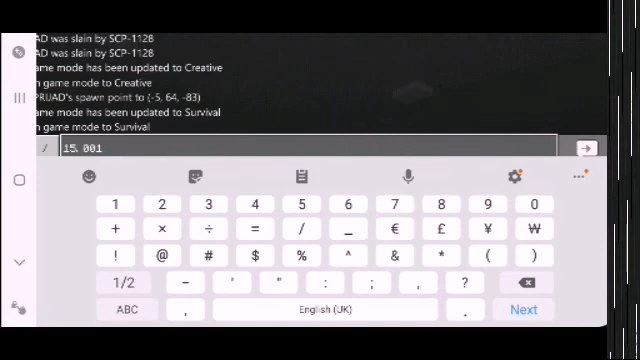 AD was slain by SCP-1128
AD was slain by SCP-1128
ame mode has been updated to Creative
n game mode to Creative
PRUAD's spawn point to (-5, 64, -83)
ame mode has been updated to Survival
n game mode to Survival
/ 15.001
1 2 3 4 5 6 7 8 9 0
+ × ÷ = / _ € £ ¥ ₩
! @ # $ % ^ & * ( )
1/2 - ' " : ; , ?
ABC , English (UK) . Next